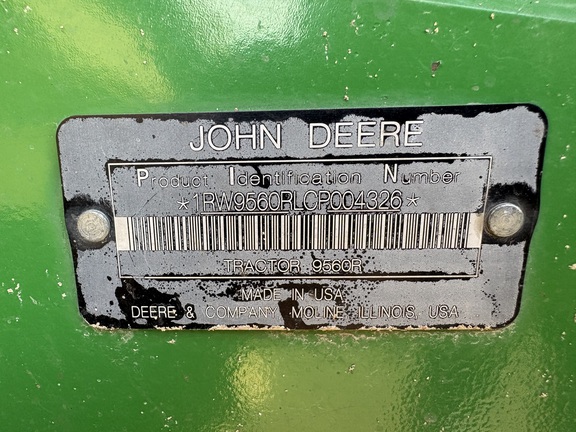 JOHN DEERE
Product Identification Number
*1RW9560RLCP004326*
TRACTOR 9560R
MADE IN USA
DEERE & COMPANY MOLINE, ILLINOIS, USA